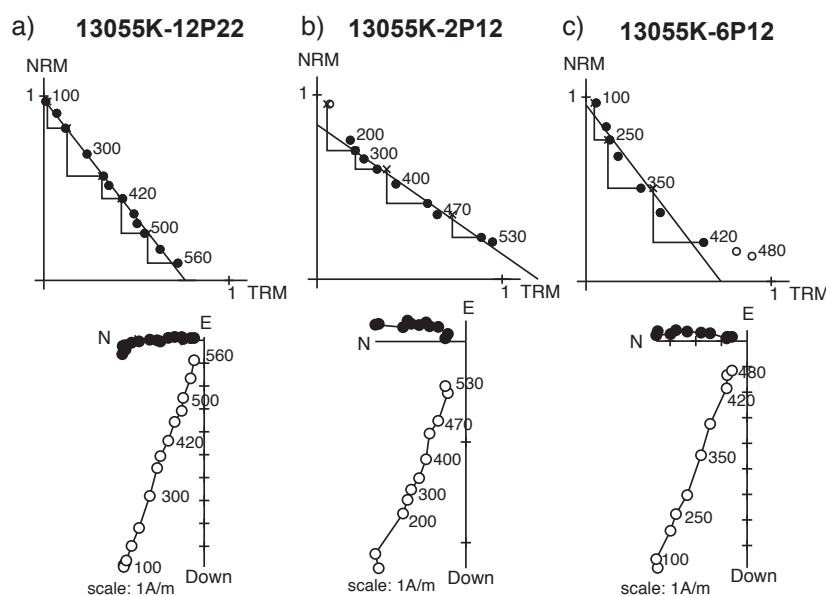 a) 13055K-12P22
NRM
1
100
300
420
500
560
1
TRM
N
E
560
500
420
300
100
Down
scale: 1A/m
b) 13055K-2P12
NRM
1
200
300
400
470
530
1
TRM
N
E
530
470
400
300
200
Down
scale: 1A/m
c) 13055K-6P12
NRM
1
100
250
350
420
480
1
TRM
N
E
480
420
350
250
100
Down
scale: 1A/m